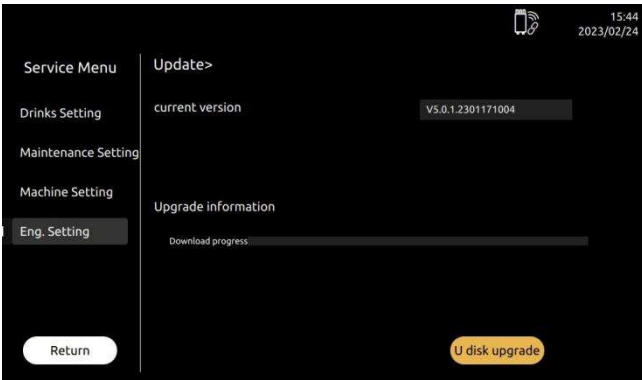 15:44
2023/02/24
Service Menu
Update>
Drinks Setting
current version
V5.0.1.2301171004
Maintenance Setting
Machine Setting
Upgrade information
Eng. Setting
Download progress
Return
U disk upgrade